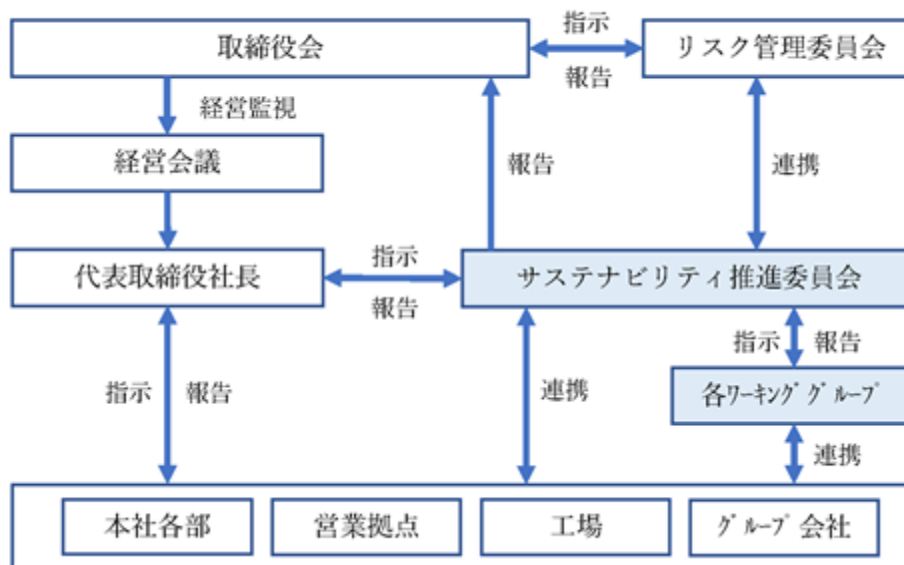 取締役会
指示
報告
リスク管理委員会
経営監視
経営会議
報告
連携
代表取締役社長
指示
報告
サステナビリティ推進委員会
指示
報告
連携
指示
報告
各ワーキンググループ
連携
本社各部
営業拠点
工場
グループ会社